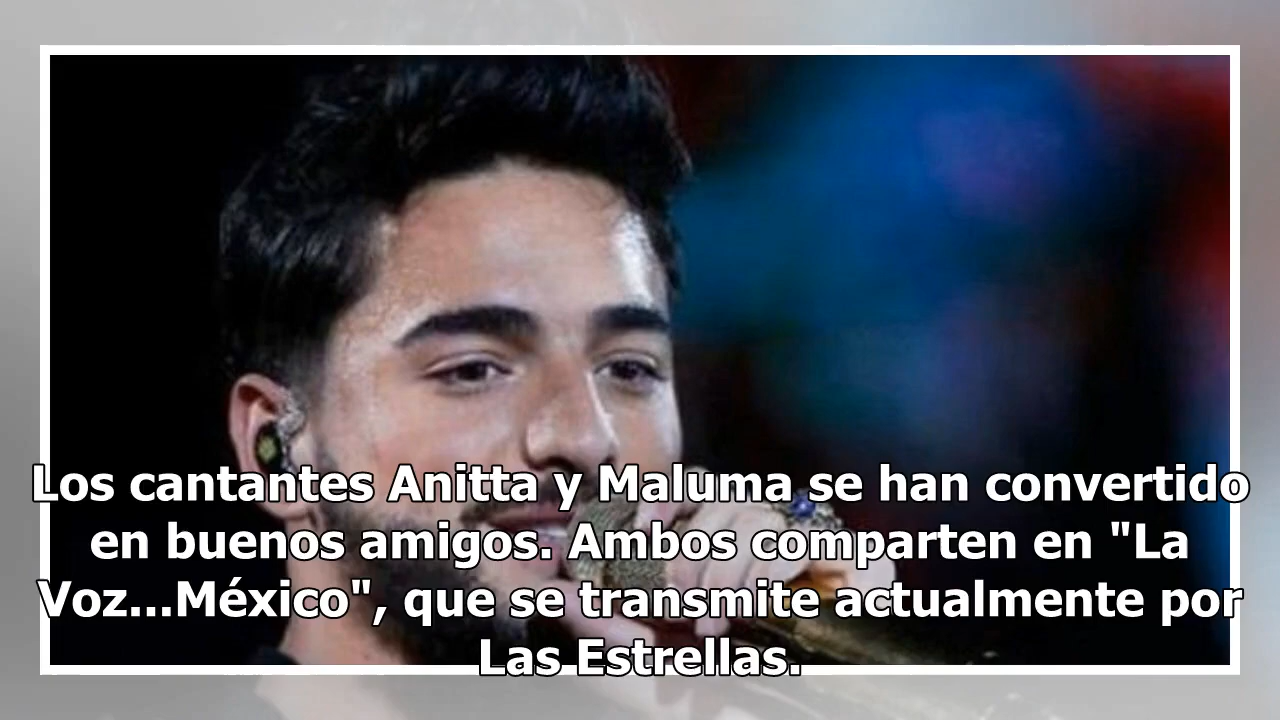 Los cantantes Anitta y Maluma se han convertido
en buenos amigos. Ambos comparten en "La
Voz...México", que se transmite actualmente por
Las Estrellas.